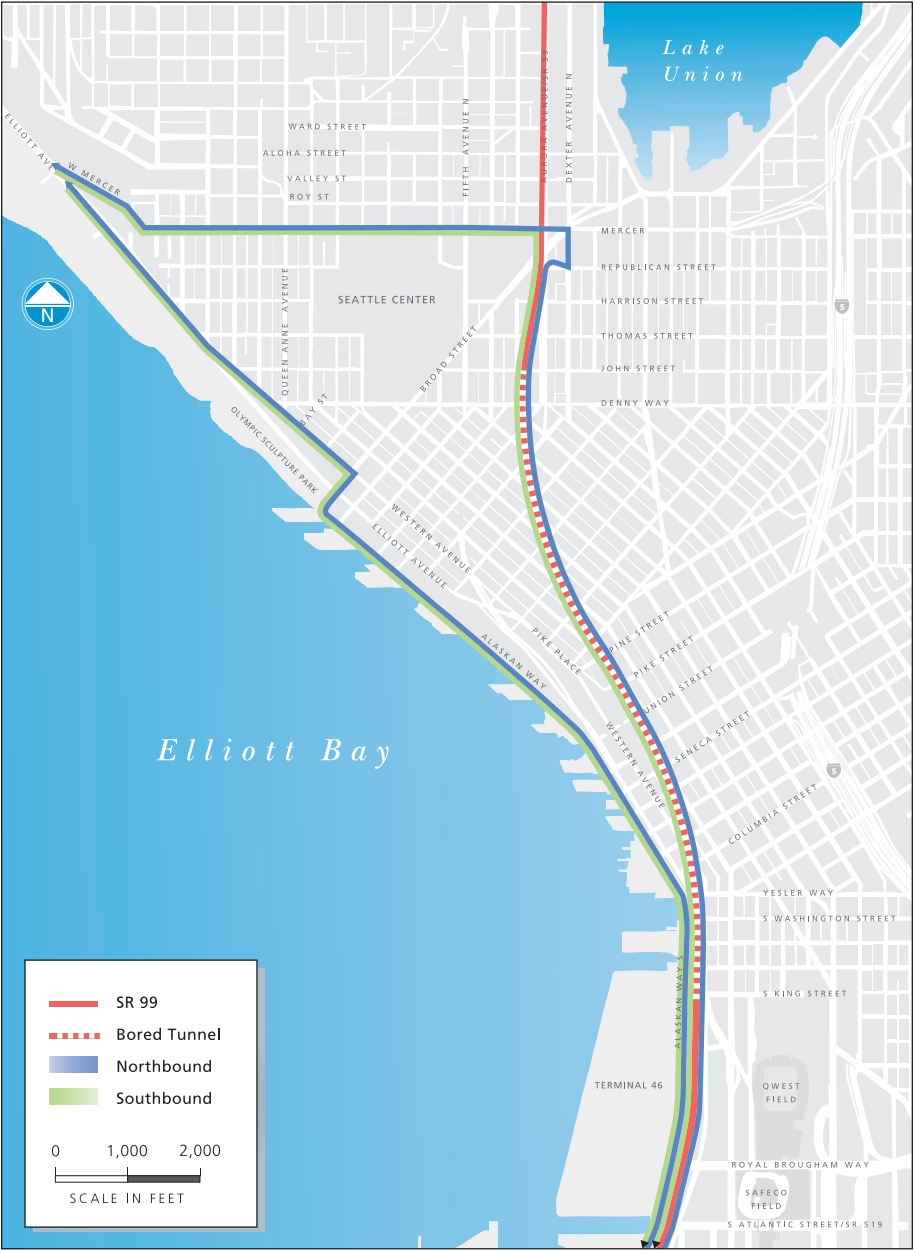 Lake
Union
AURORA AVENUE/SR 99
DEXTER AVENUE N
FIFTH AVENUE N
WARD STREET
ALOHA STREET
VALLEY ST
ROY ST
ELLIOTT AVE
W MERCER
MERCER
REPUBLICAN STREET
HARRISON STREET
THOMAS STREET
JOHN STREET
DENNY WAY
SEATTLE CENTER
QUEEN ANNE AVENUE
BROAD STREET
BAY ST
N
5
OLYMPIC SCULPTURE PARK
WESTERN AVENUE
ELLIOTT AVENUE
PIKE PLACE
ALASKAN WAY
PINE STREET
PIKE STREET
UNION STREET
SENECA STREET
WESTERN AVENUE
COLUMBIA STREET
5
Elliott Bay
YESLER WAY
S WASHINGTON STREET
S KING STREET
ALASKAN WAY S
TERMINAL 46
QWEST
FIELD
ROYAL BROUGHAM WAY
SAFECO
FIELD
S ATLANTIC STREET/SR 519
SR 99
Bored Tunnel
Northbound
Southbound
0 1,000 2,000
SCALE IN FEET